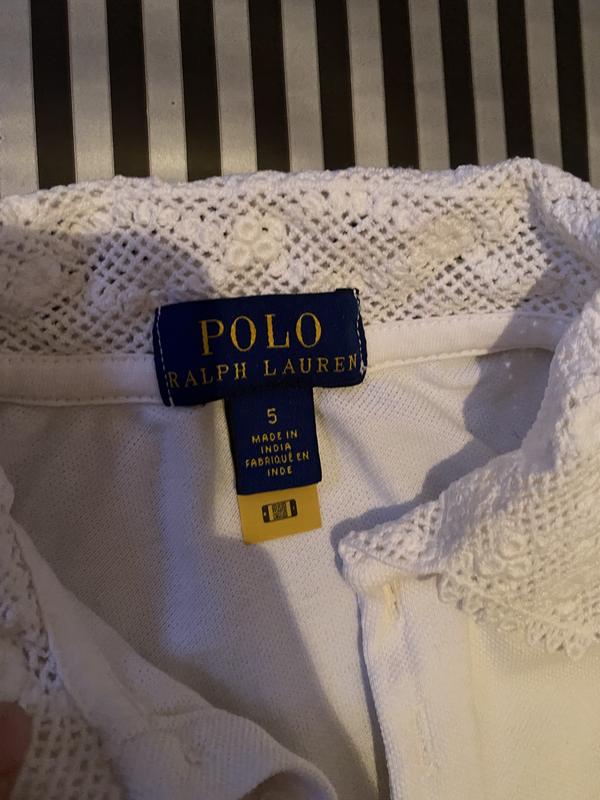 POLO
RALPH LAUREN
5
MADE IN
INDIA
FABRIQUÉ EN
INDE